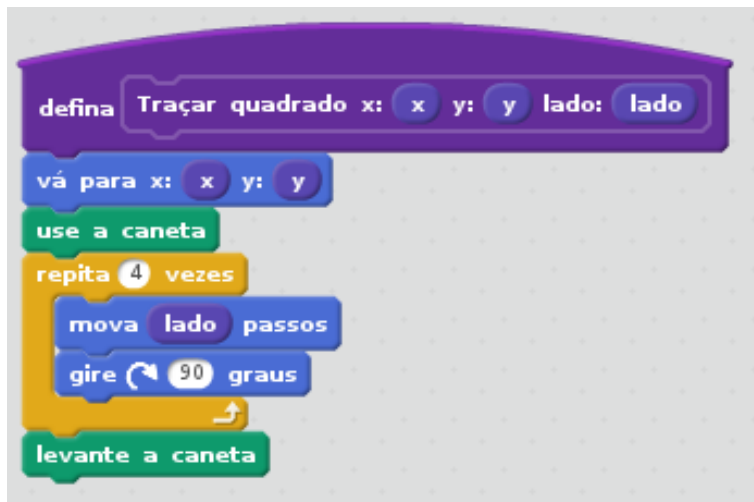 defina Traçar quadrado x: x y: y lado: lado
vá para x: x y: y
use a caneta
repita 4 vezes
mova lado passos
gire 90 graus
levante a caneta